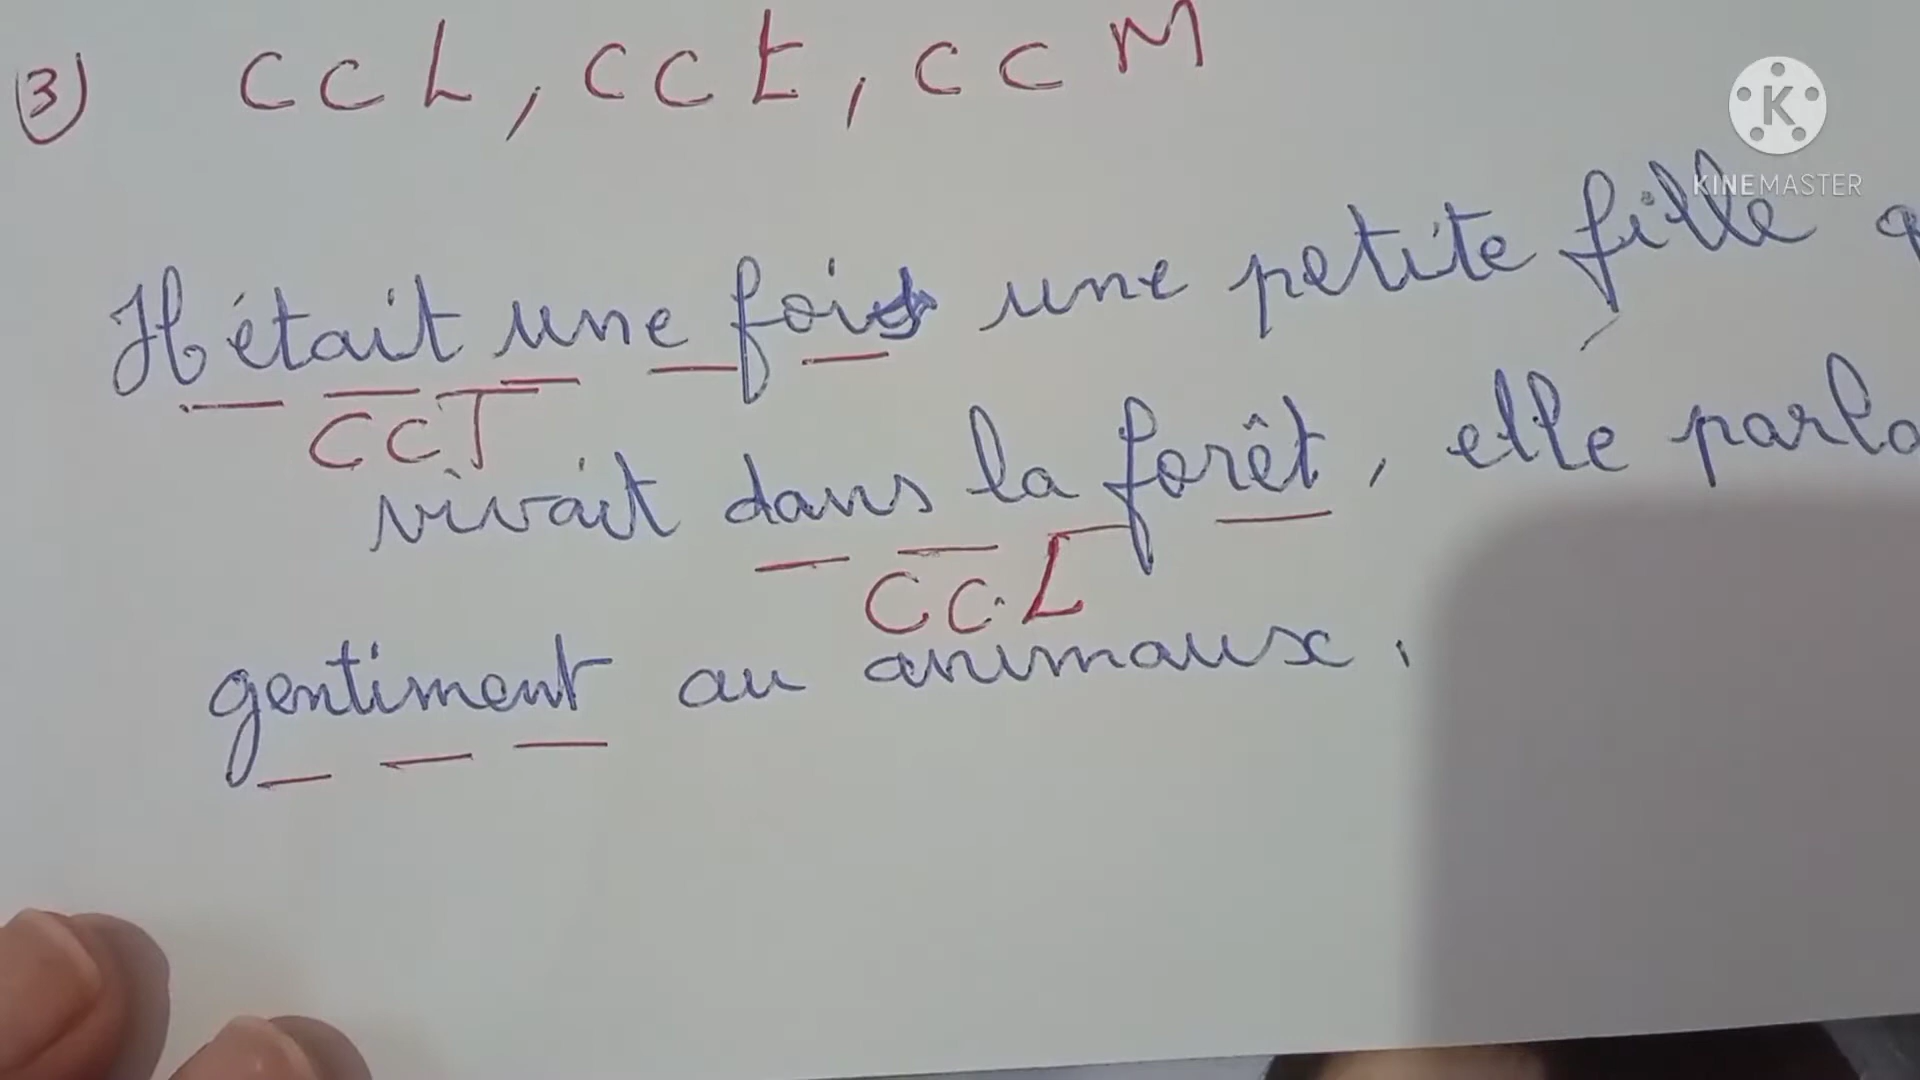 ③ CCL, CCt, CCM
KINEMASTER
Il était une fois une petite fille q
CCT
vivait dans la forêt, elle parla
CCL
gentiment au animaux.